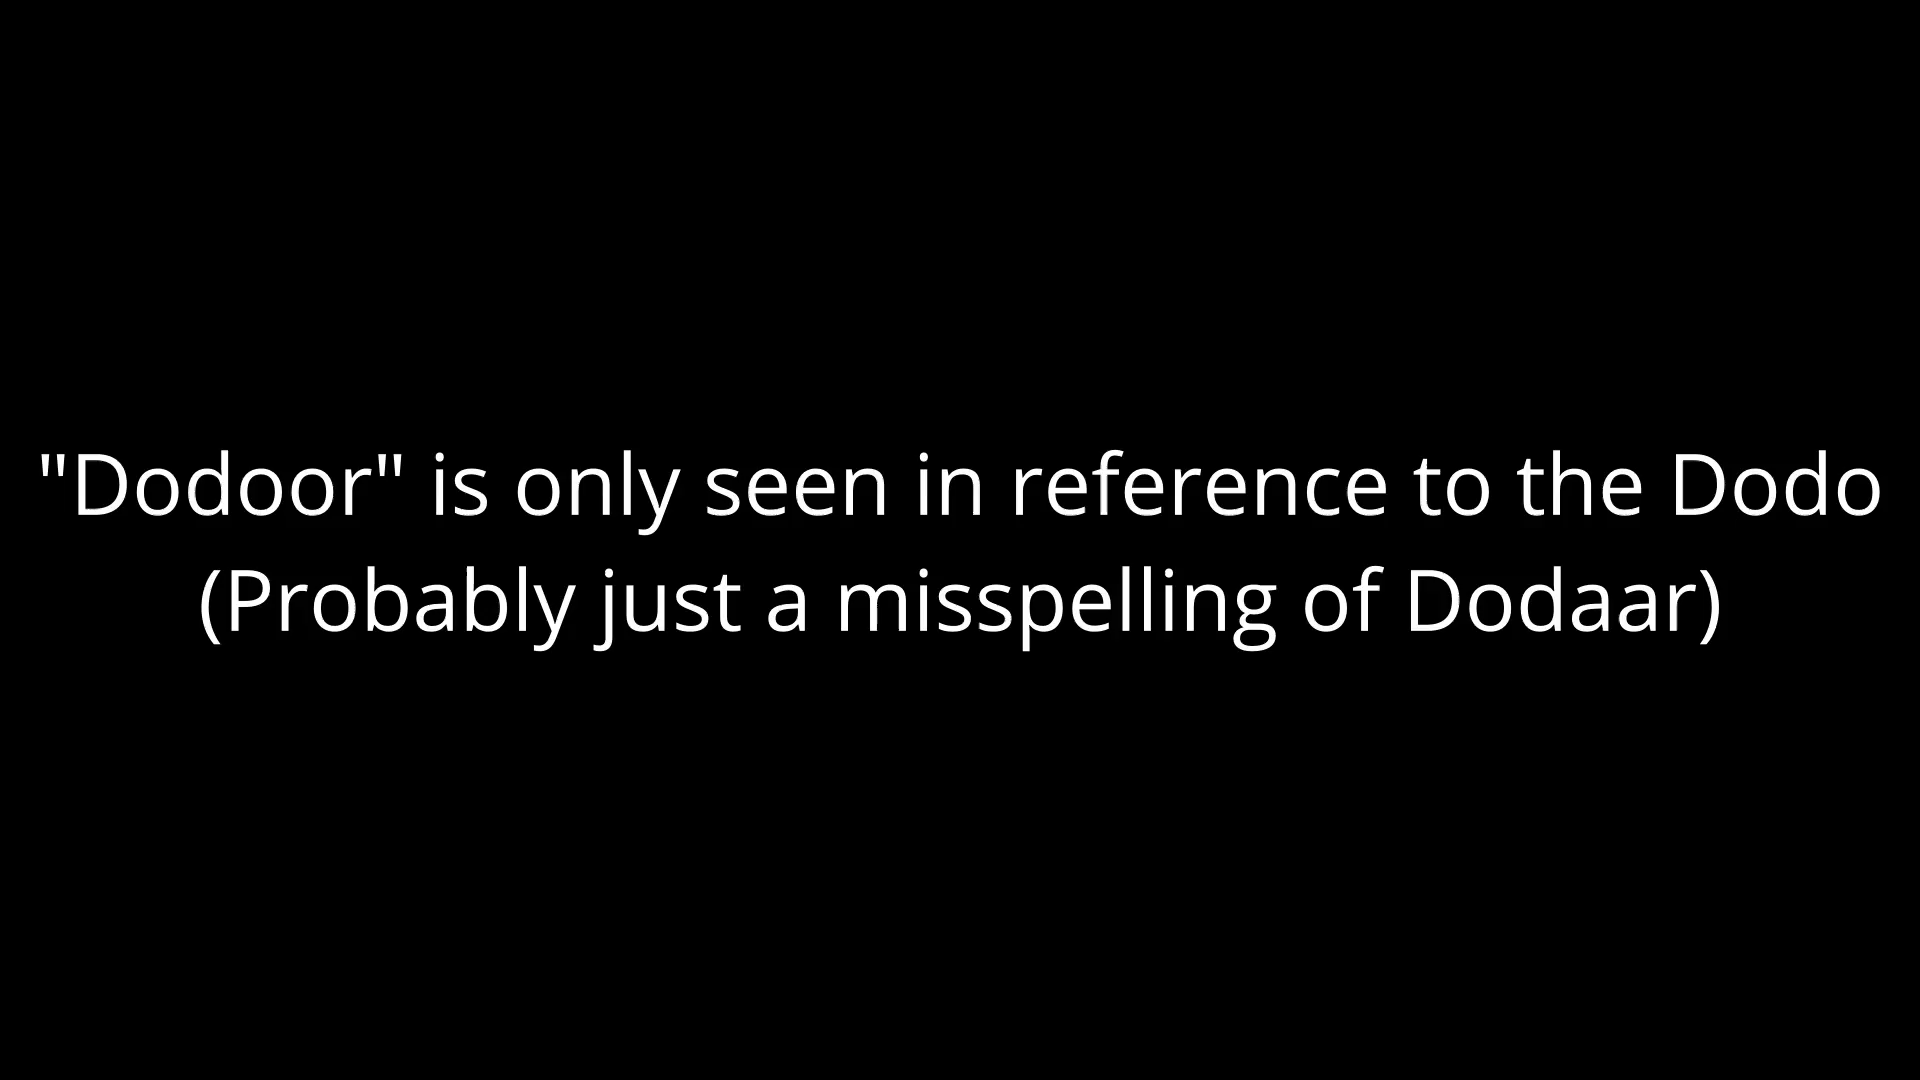 "Dodoor" is only seen in reference to the Dodo
(Probably just a misspelling of Dodaar)